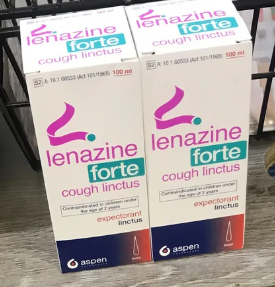 lenazine
forte
cough linctus
lenazine
forte
cough linctus
100 ml
lenazine
forte
cough linctus
Contraindicated in children under
the age of 2 years
expectorant
linctus
aspen
100 ml
lenazine
forte
cough linctus
Contraindicated in children under
the age of 2 years
expectorant
linctus
aspen